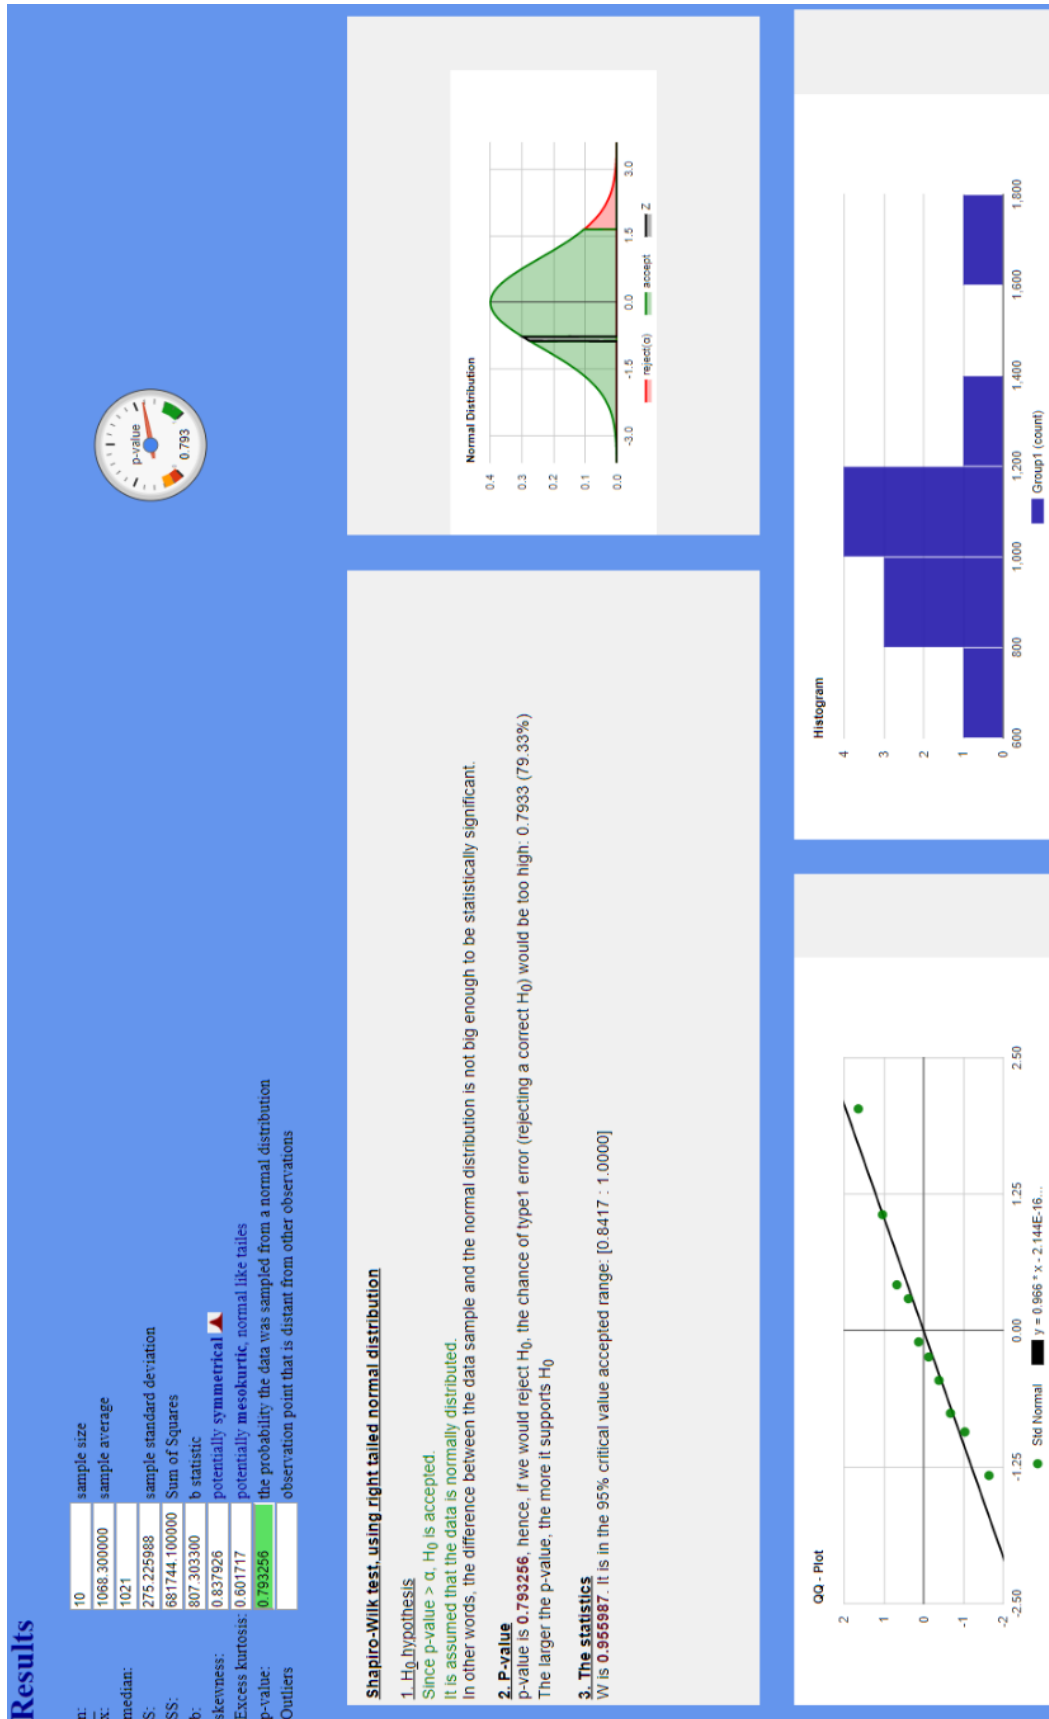 Results
n: 10 sample size
x: 1068.300000 sample average
median: 1021
S: 275.225988 sample standard deviation
SS: 681744.100000 Sum of Squares
b: 807.303300 b statistic
skewness: 0.837926 potentially symmetrical
Excess kurtosis: 0.601717 potentially mesokurtic, normal like tailes
p-value: 0.793256 the probability the data was sampled from a normal distribution
Outliers observation point that is distant from other observations
p-value
0.793
Shapiro-Wilk test, using right tailed normal distribution
1. H0 hypothesis
Since p-value > α, H0 is accepted.
It is assumed that the data is normally distributed.
In other words, the difference between the data sample and the normal distribution is not big enough to be statistically significant.
2. P-value
p-value is 0.793256, hence, if we would reject H0, the chance of type1 error (rejecting a correct H0) would be too high: 0.7933 (79.33%)
The larger the p-value, the more it supports H0
3. The statistics
W is 0.955987. It is in the 95% critical value accepted range: [0.8417 : 1.0000]
Normal Distribution
0.4
0.3
0.2
0.1
0.0
-3.0 -1.5 0.0 1.5 3.0
reject(α) accept Z
QQ - Plot
2
1
0
-1
-2
-2.50 -1.25 0.00 1.25 2.50
Std Normal y = 0.966 * x - 2.144E-16...
Histogram
4
3
2
1
0
600 800 1,000 1,200 1,400 1,600 1,800
Group1 (count)